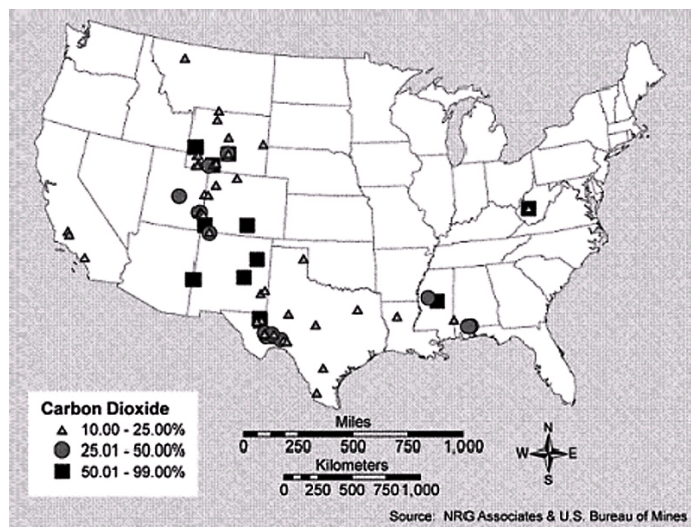 Carbon Dioxide
10.00 - 25.00%
25.01 - 50.00%
50.01 - 99.00%
Miles
0 250 500 750 1,000
Kilometers
0 250 500 750 1,000
N
W E
S
Source: NRG Associates & U.S. Bureau of Mines